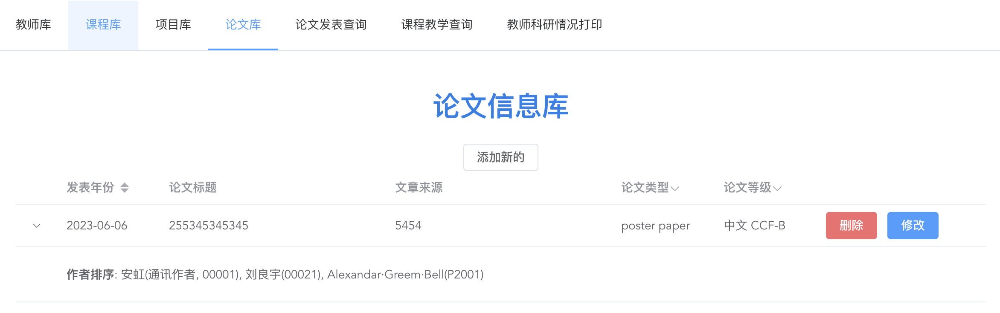 教师库 课程库 项目库 论文库 论文发表查询 课程教学查询 教师科研情况打印
论文信息库
添加新的
发表年份 论文标题 文章来源 论文类型 论文等级
2023-06-06 255345345345 5454 poster paper 中文 CCF-B 删除 修改
作者排序: 安虹(通讯作者, 00001), 刘良宇(00021), Alexandar·Greem·Bell(P2001)